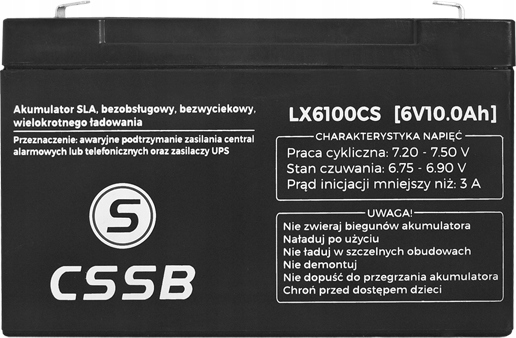 Akumulator SLA, bezobsługowy, bezwyciekowy,
wielokrotnego ładowania
Przeznaczenie: awaryjne podtrzymanie zasilania central
alarmowych lub telefonicznych oraz zasilaczy UPS
S
CSSB
LX6100CS [6V10.0Ah]
CHARAKTERYSTYKA NAPIĘĆ
Praca cykliczna: 7.20 - 7.50 V
Stan czuwania: 6.75 - 6.90 V
Prąd inicjacji mniejszy niż: 3 A
UWAGA!
Nie zwieraj biegunów akumulatora
Naładuj po użyciu
Nie ładuj w szczelnych obudowach
Nie demontuj
Nie dopuść do przegrzania akumulatora
Chroń przed dostępem dzieci